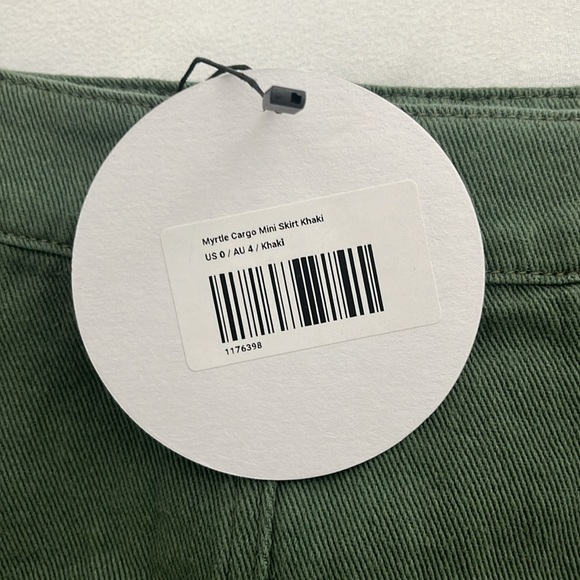 Myrtle Cargo Mini Skirt Khaki
US 0 / AU 4 / Khaki
1176398